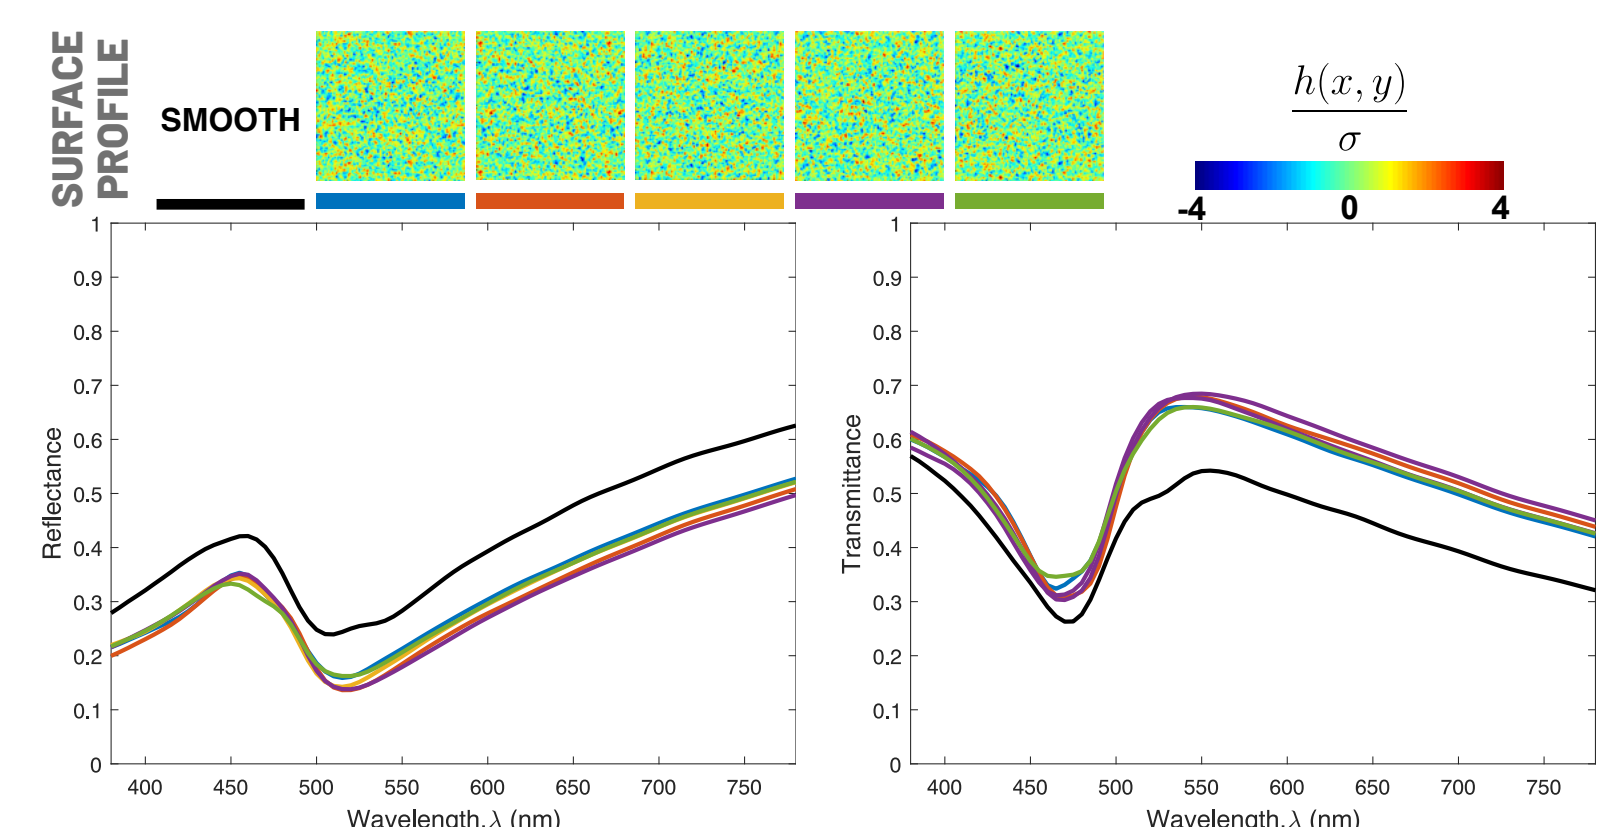 SURFACE
PROFILE
SMOOTH
h(x, y)
σ
-4 0 4
1
0.9
0.8
0.7
0.6
0.5
0.4
0.3
0.2
0.1
0
Reflectance
400 450 500 550 600 650 700 750
Wavelength,λ (nm)
1
0.9
0.8
0.7
0.6
0.5
0.4
0.3
0.2
0.1
0
Transmittance
400 450 500 550 600 650 700 750
Wavelength,λ (nm)